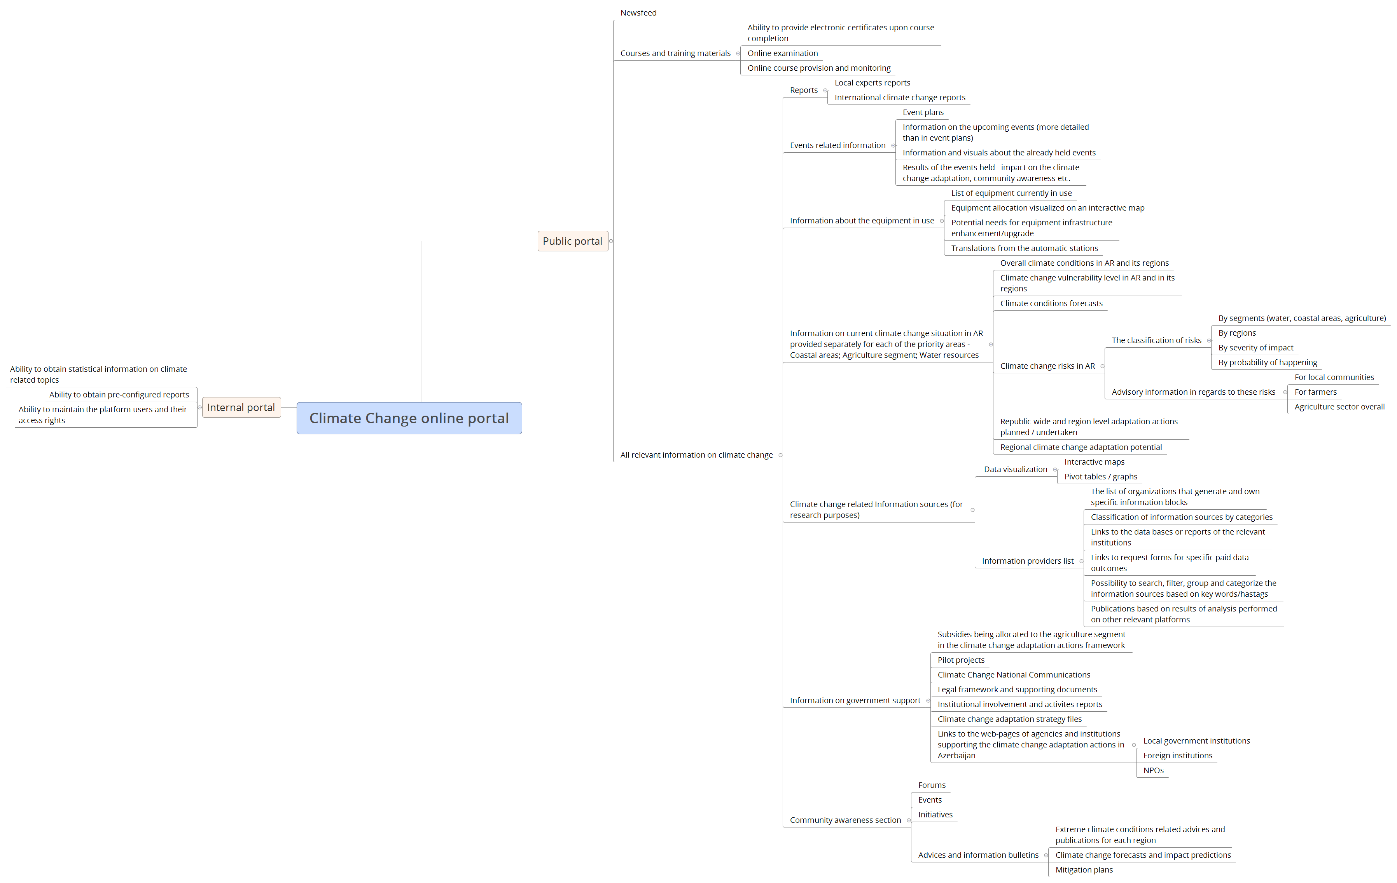 Newsfeed
Ability to provide electronic certificates upon course
completion
Courses and training materials
Online examination
Online course provision and monitoring
Reports
Local experts reports
International climate change reports
Event plans
Information on the upcoming events (more detailed
than in event plans)
Events related information
Information and visuals about the already held events
Results of the events held - impact on the climate
change adaptation, community awareness etc.
List of equipment currently in use
Equipment allocation visualized on an interactive map
Information about the equipment in use
Potential needs for equipment infrastructure
enhancement/upgrade
Translations from the automatic stations
Public portal
Overall climate conditions in AR and its regions
Climate change vulnerability level in AR and in its
regions
Climate conditions forecasts
Information on current climate change situation in AR
provided separately for each of the priority areas -
Coastal areas; Agriculture segment; Water resources
By segments (water, coastal areas, agriculture)
By regions
The classification of risks
By severity of impact
By probability of happening
Climate change risks in AR
For local communities
Advisory information in regards to these risks
For farmers
Agriculture sector overall
Republic wide and region level adaptation actions
planned / undertaken
Regional climate change adaptation potential
Ability to obtain statistical information on climate
related topics
Ability to obtain pre-configured reports
Ability to maintain the platform users and their
access rights
Internal portal
Climate Change online portal
All relevant information on climate change
Data visualization
Interactive maps
Pivot tables / graphs
Climate change related Information sources (for
research purposes)
The list of organizations that generate and own
specific information blocks
Classification of information sources by categories
Links to the data bases or reports of the relevant
institutions
Information providers list
Links to request forms for specific paid data
outcomes
Possibility to search, filter, group and categorize the
information sources based on key words/hastags
Publications based on results of analysis performed
on other relevant platforms
Subsidies being allocated to the agriculture segment
in the climate change adaptation actions framework
Pilot projects
Climate Change National Communications
Legal framework and supporting documents
Information on government support
Institutional involvement and activites reports
Climate change adaptation strategy files
Links to the web-pages of agencies and institutions
supporting the climate change adaptation actions in
Azerbaijan
Local government institutions
Foreign institutions
NPOs
Forums
Events
Initiatives
Community awareness section
Extreme climate conditions related advices and
publications for each region
Advices and information bulletins
Climate change forecasts and impact predictions
Mitigation plans